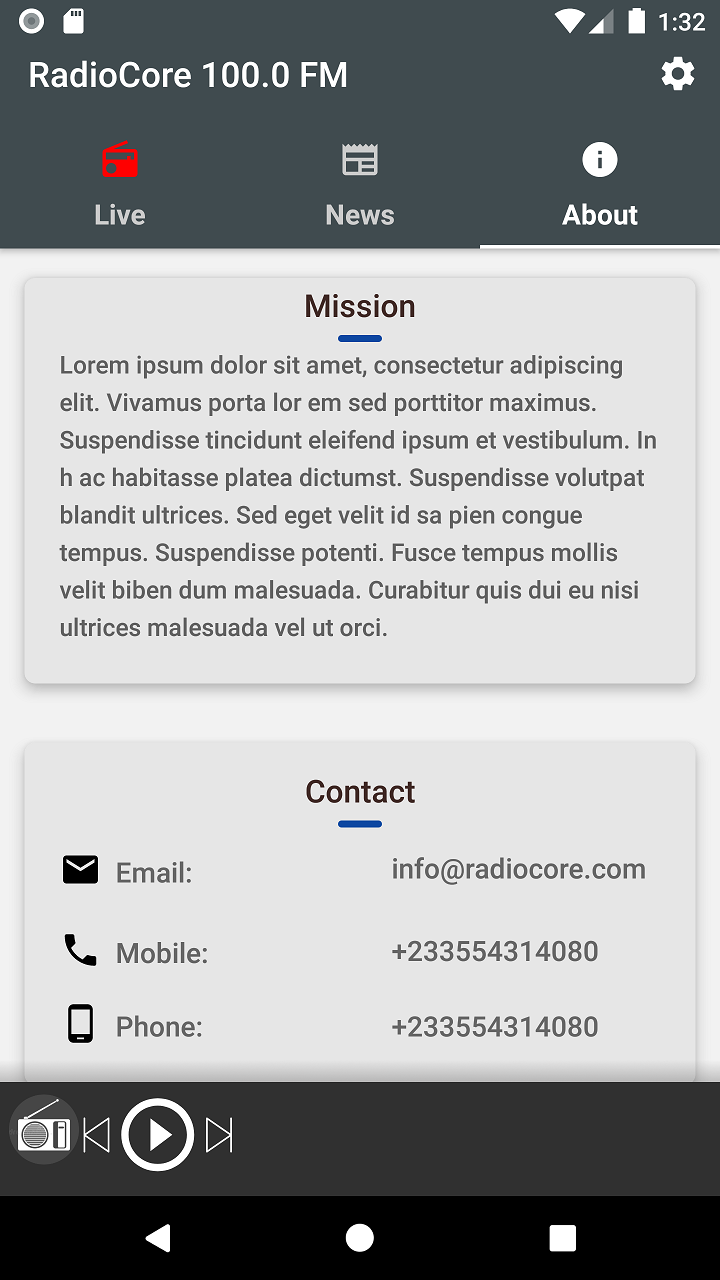 1:32
RadioCore 100.0 FM
Live
News
About
Mission
Lorem ipsum dolor sit amet, consectetur adipiscing
elit. Vivamus porta lor em sed porttitor maximus.
Suspendisse tincidunt eleifend ipsum et vestibulum. In
h ac habitasse platea dictumst. Suspendisse volutpat
blandit ultrices. Sed eget velit id sa pien congue
tempus. Suspendisse potenti. Fusce tempus mollis
velit biben dum malesuada. Curabitur quis dui eu nisi
ultrices malesuada vel ut orci.
Contact
Email: info@radiocore.com
Mobile: +233554314080
Phone: +233554314080